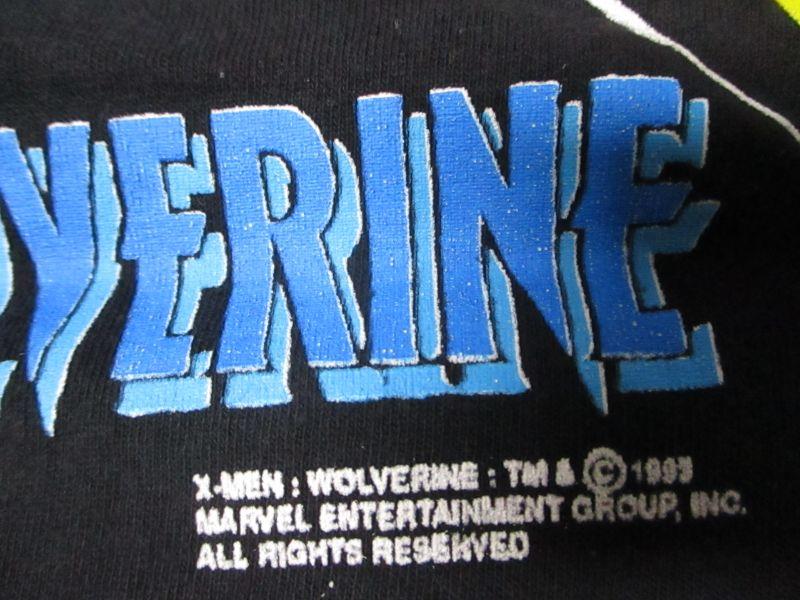 VERINE
X-MEN : WOLVERINE : TM & © 1993
MARVEL ENTERTAINMENT GROUP, INC.
ALL RIGHTS RESERVED